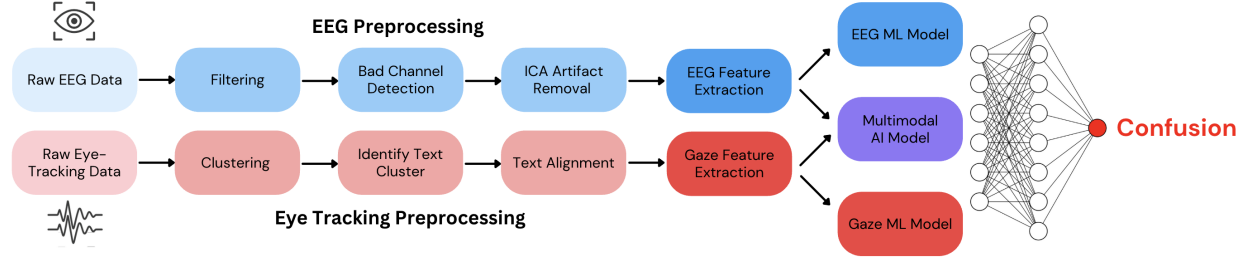 EEG Preprocessing
Raw EEG Data
Filtering
Bad Channel
Detection
ICA Artifact
Removal
EEG Feature
Extraction
EEG ML Model
Multimodal
AI Model
Confusion
Raw Eye-
Tracking Data
Clustering
Identify Text
Cluster
Text Alignment
Gaze Feature
Extraction
Gaze ML Model
Eye Tracking Preprocessing